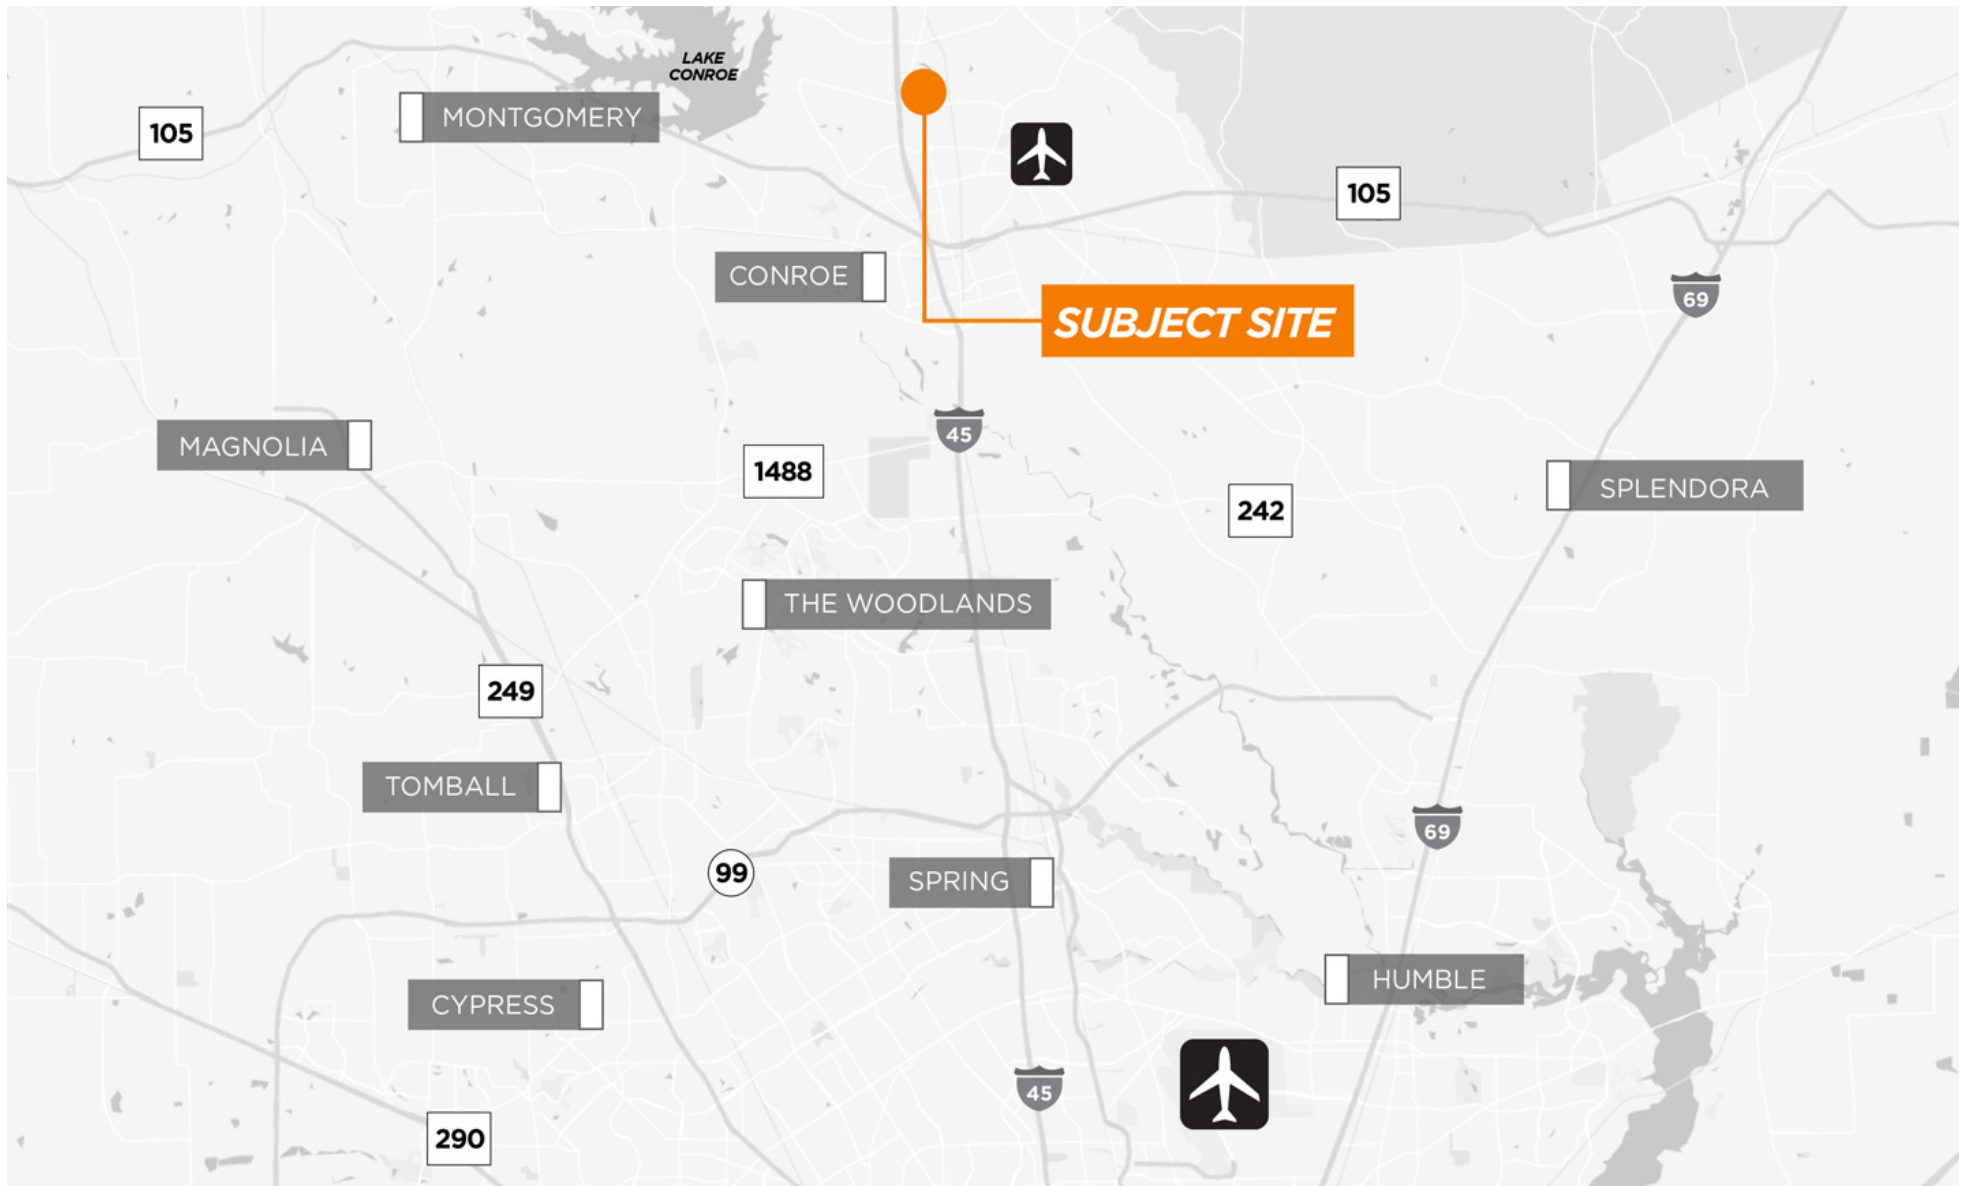 LAKE
CONROE
MONTGOMERY
105
105
CONROE
69
SUBJECT SITE
45
MAGNOLIA
1488
SPLENDORA
242
THE WOODLANDS
249
TOMBALL
69
99
SPRING
HUMBLE
CYPRESS
45
290